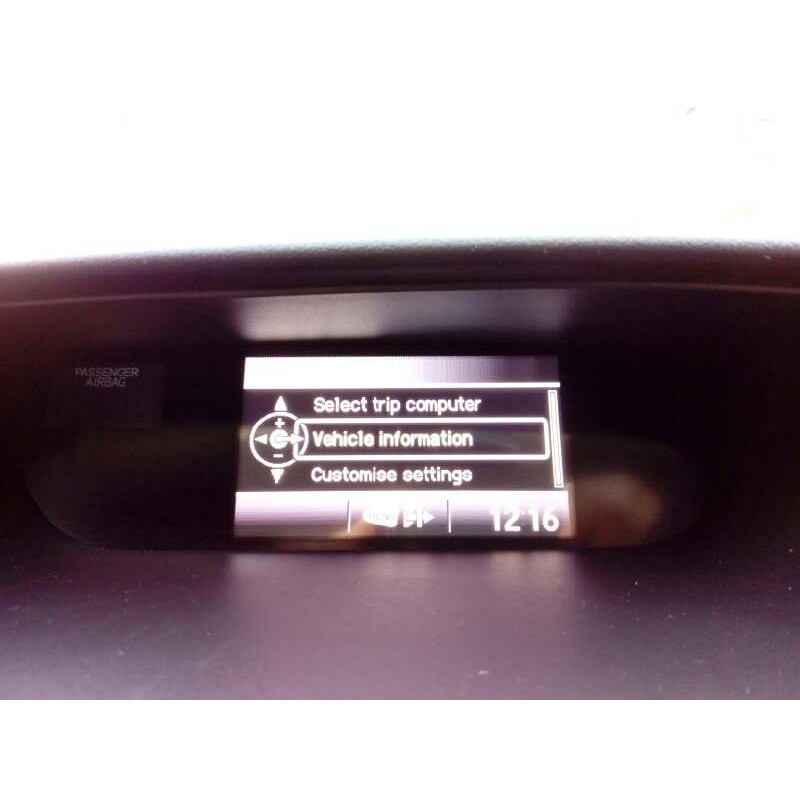 PASSENGER
AIRBAG
Select trip computer
Vehicle information
Customise settings
12:16